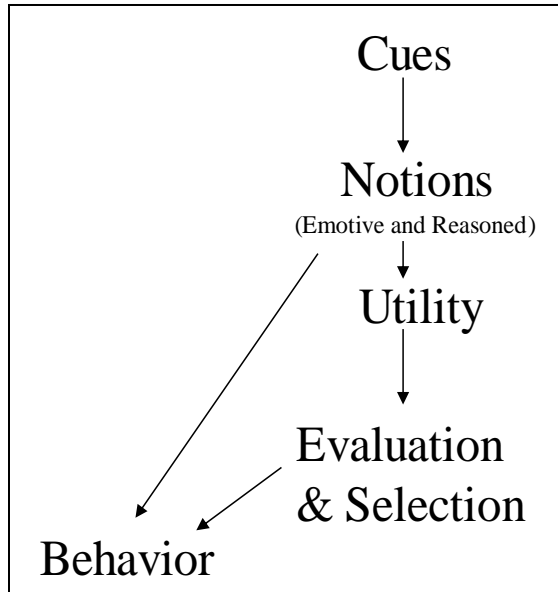 Cues
Notions
(Emotive and Reasoned)
Utility
Evaluation
& Selection
Behavior